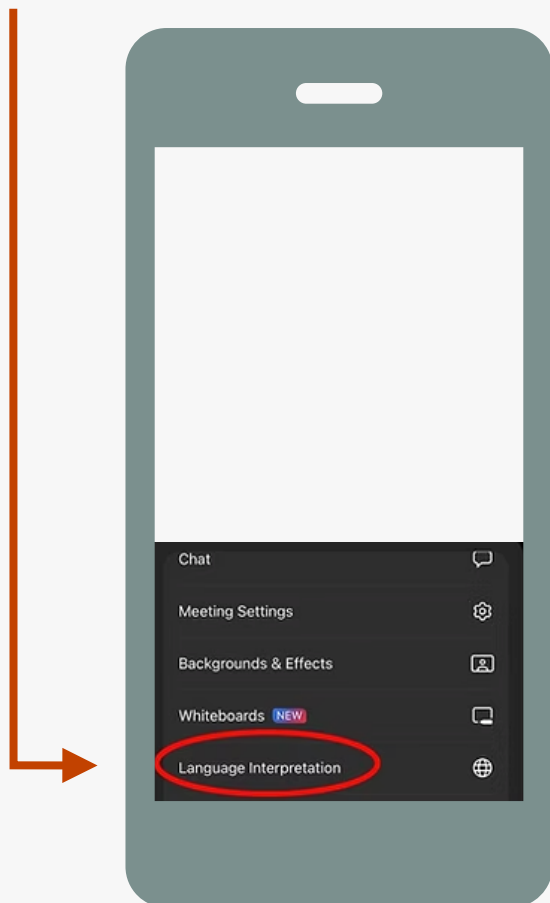 Chat
Meeting Settings
Backgrounds & Effects
Whiteboards NEW
Language Interpretation